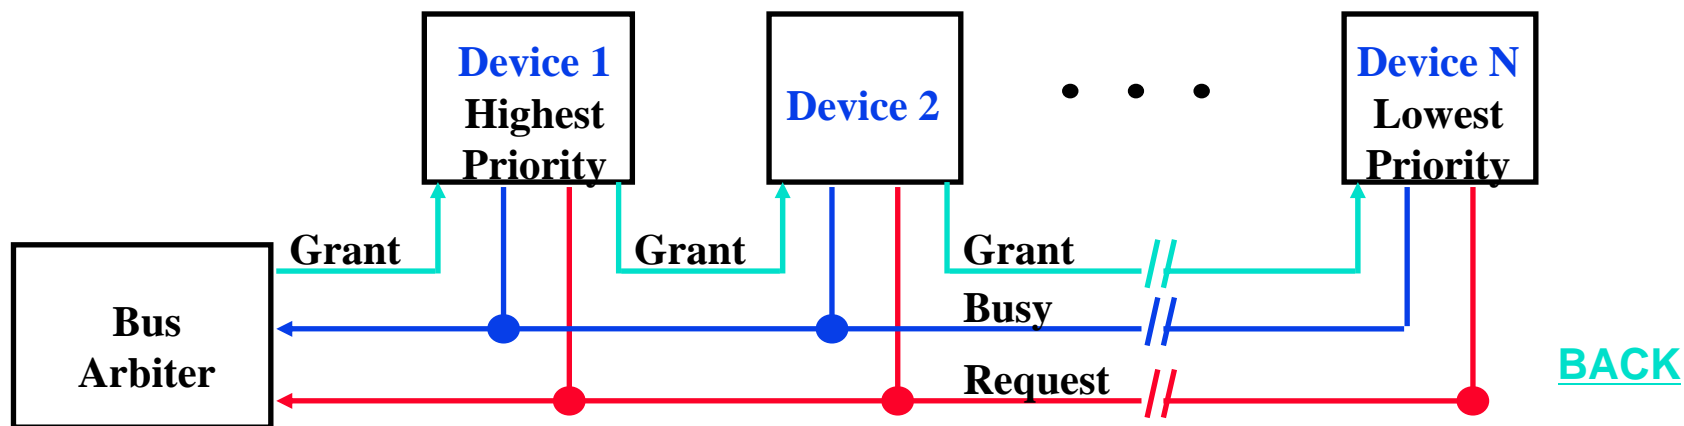 Device 1
Highest
Priority
Device 2
Device N
Lowest
Priority
Grant
Grant
Grant
Busy
Request
Bus
Arbiter
BACK